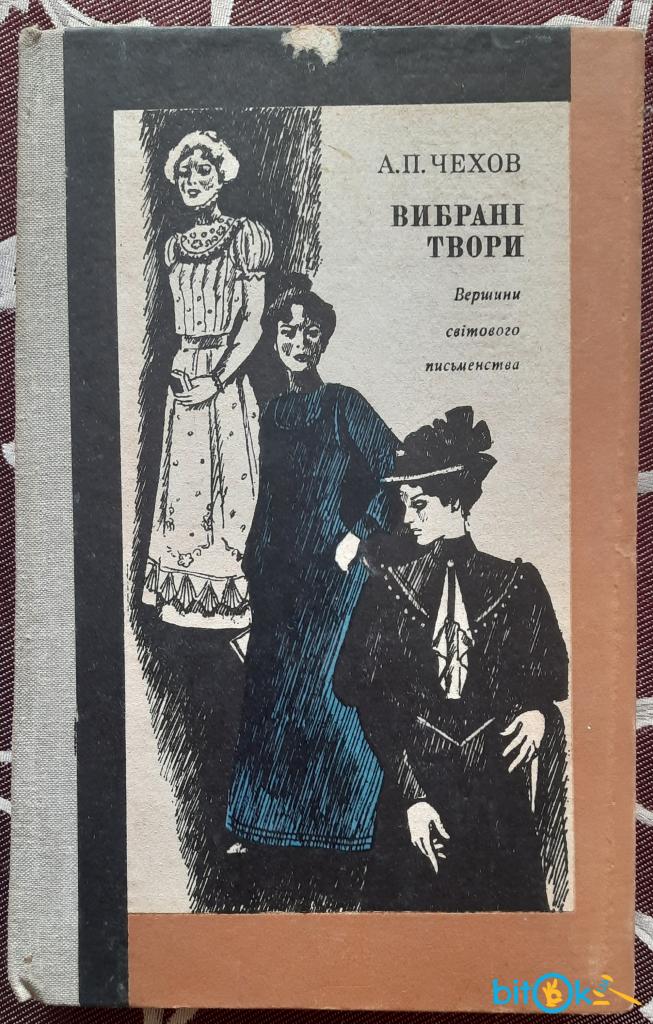 А.П.ЧЕХОВ
ВИБРАНІ
ТВОРИ
Вершини
світового
письменства
bitOk